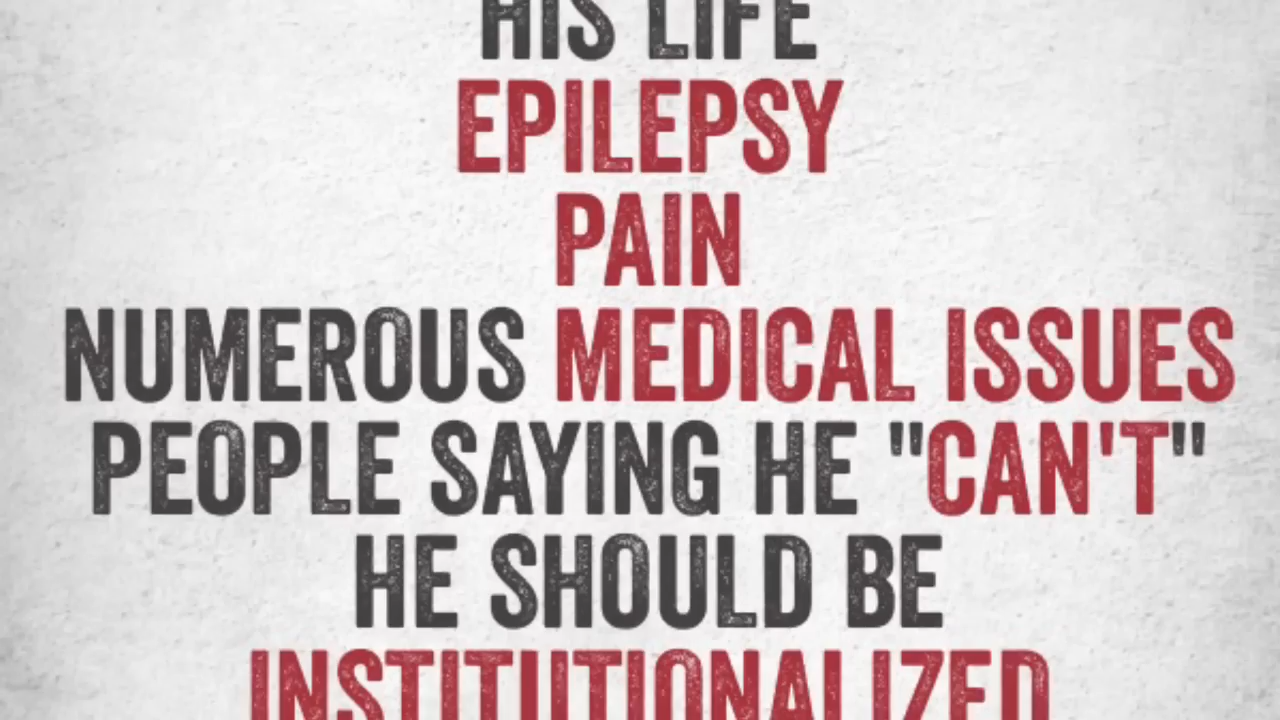 HIS LIFE
EPILEPSY
PAIN
NUMEROUS MEDICAL ISSUES
PEOPLE SAYING HE "CAN'T"
HE SHOULD BE
INSTITUTIONALIZED